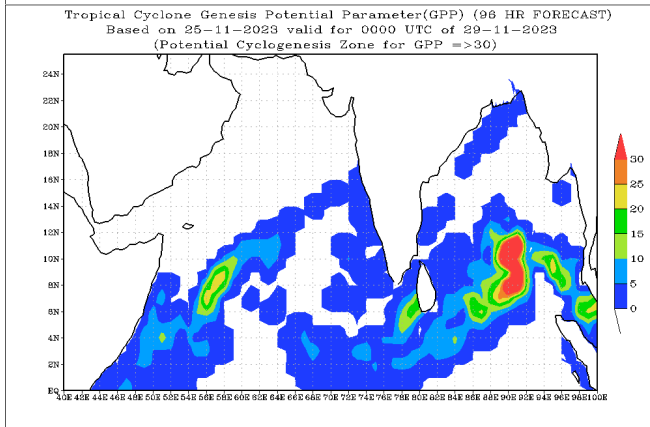 Tropical Cyclone Genesis Potential Parameter(GPP) (96 HR FORECAST)
Based on 25-11-2023 valid for 0000 UTC of 29-11-2023
(Potential Cyclogenesis Zone for GPP =>30)
24N
22N
20N
18N
16N
14N
12N
10N
8N
6N
4N
2N
EQ
40E 42E 44E 46E 48E 50E 52E 54E 56E 58E 60E 62E 64E 66E 68E 70E 72E 74E 76E 78E 80E 82E 84E 86E 88E 90E 92E 94E 96E 98E 100E
30
25
20
15
10
5
0